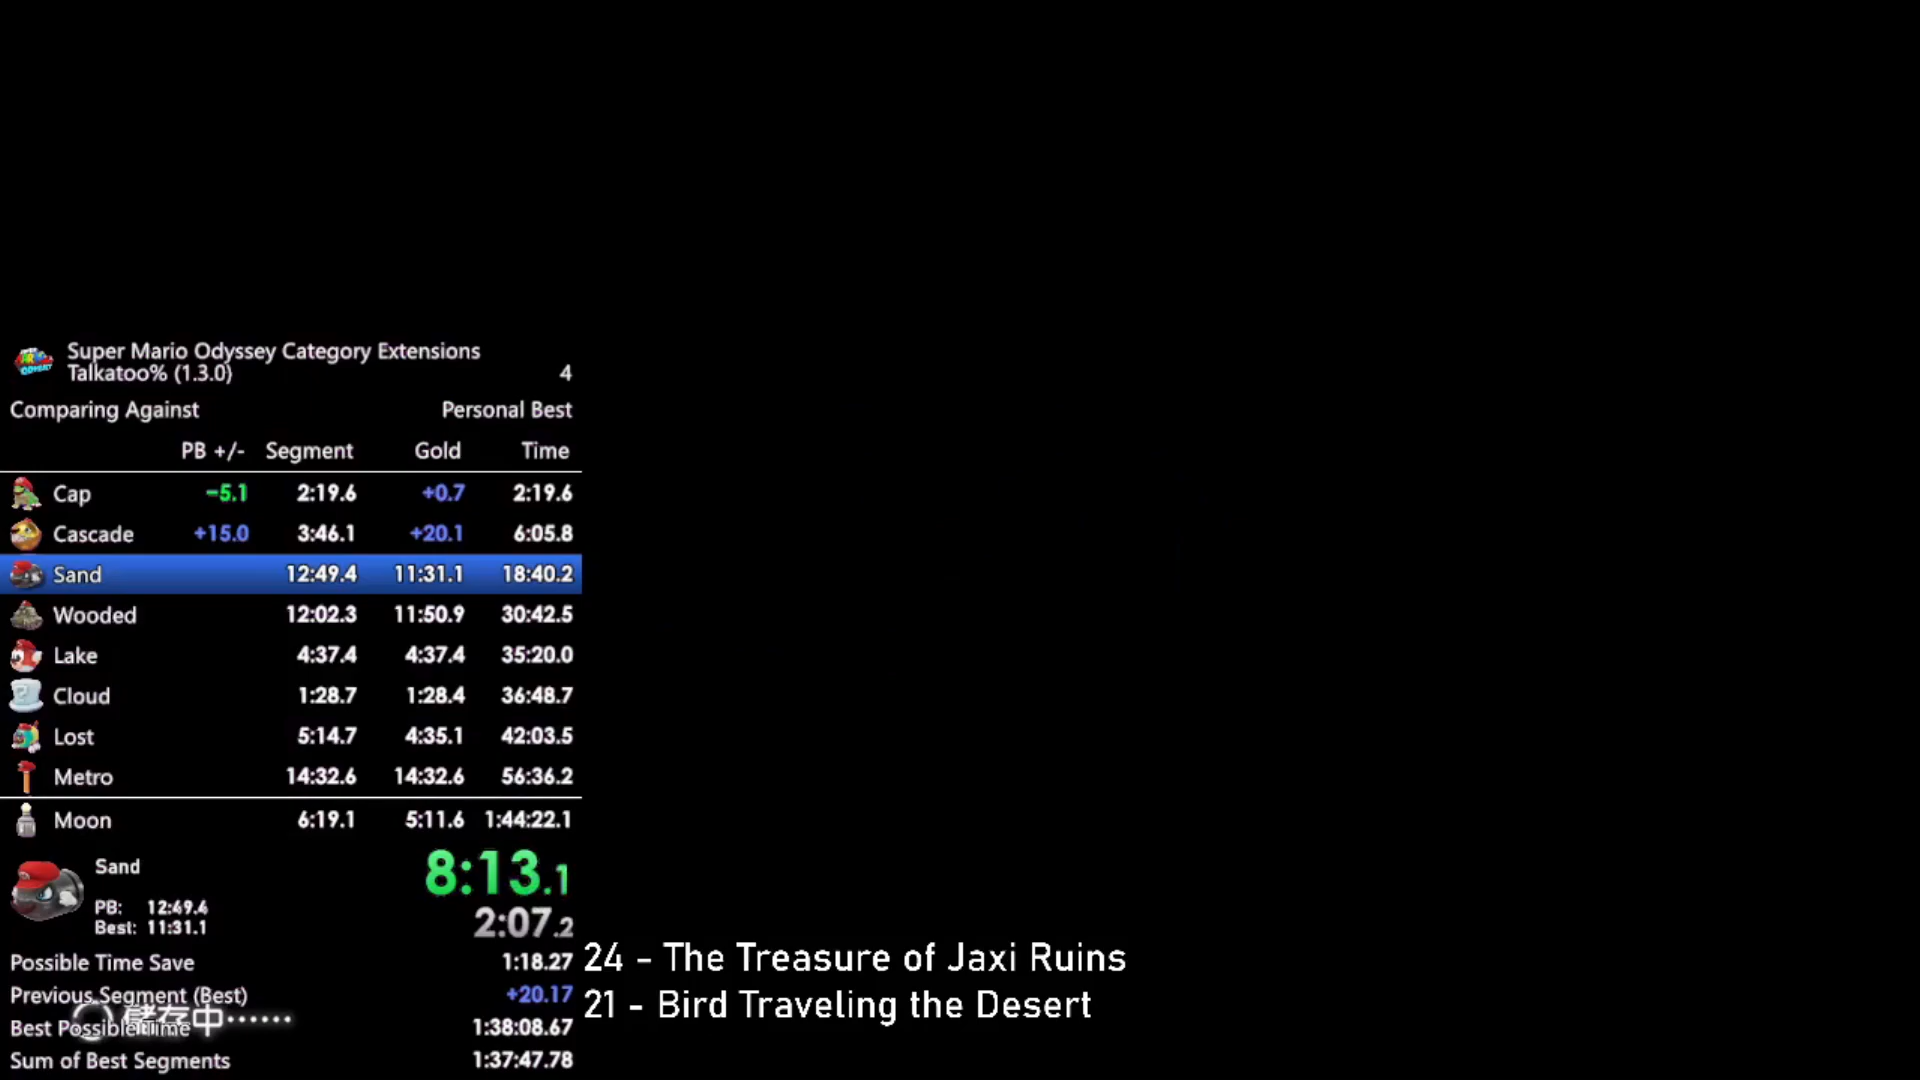 Super Mario Odyssey Category Extensions
Talkatoo% (1.3.0) 4
Comparing Against Personal Best
PB +/- Segment Gold Time
Cap −5.1 2:19.6 +0.7 2:19.6
Cascade +15.0 3:46.1 +20.1 6:05.8
Sand 12:49.4 11:31.1 18:40.2
Wooded 12:02.3 11:50.9 30:42.5
Lake 4:37.4 4:37.4 35:20.0
Cloud 1:28.7 1:28.4 36:48.7
Lost 5:14.7 4:35.1 42:03.5
Metro 14:32.6 14:32.6 56:36.2
Moon 6:19.1 5:11.6 1:44:22.1
Sand 8:13.1
PB: 12:49.4
Best: 11:31.1
2:07.2
Possible Time Save 1:18.27
Previous Segment (Best) +20.17
儲存中······
Best Possible Time 1:38:08.67
Sum of Best Segments 1:37:47.78
24 - The Treasure of Jaxi Ruins
21 - Bird Traveling the Desert